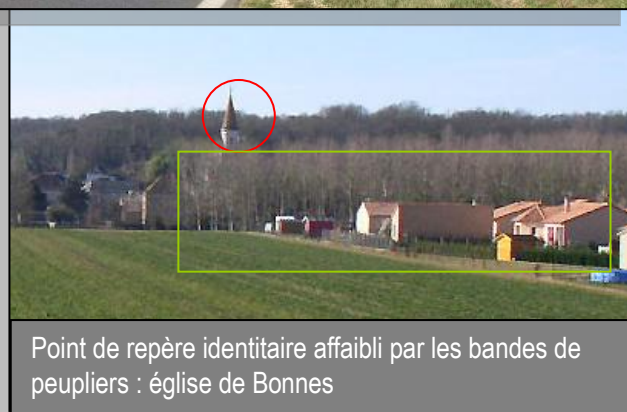 Point de repère identitaire affaibli par les bandes de
peupliers : église de Bonnes